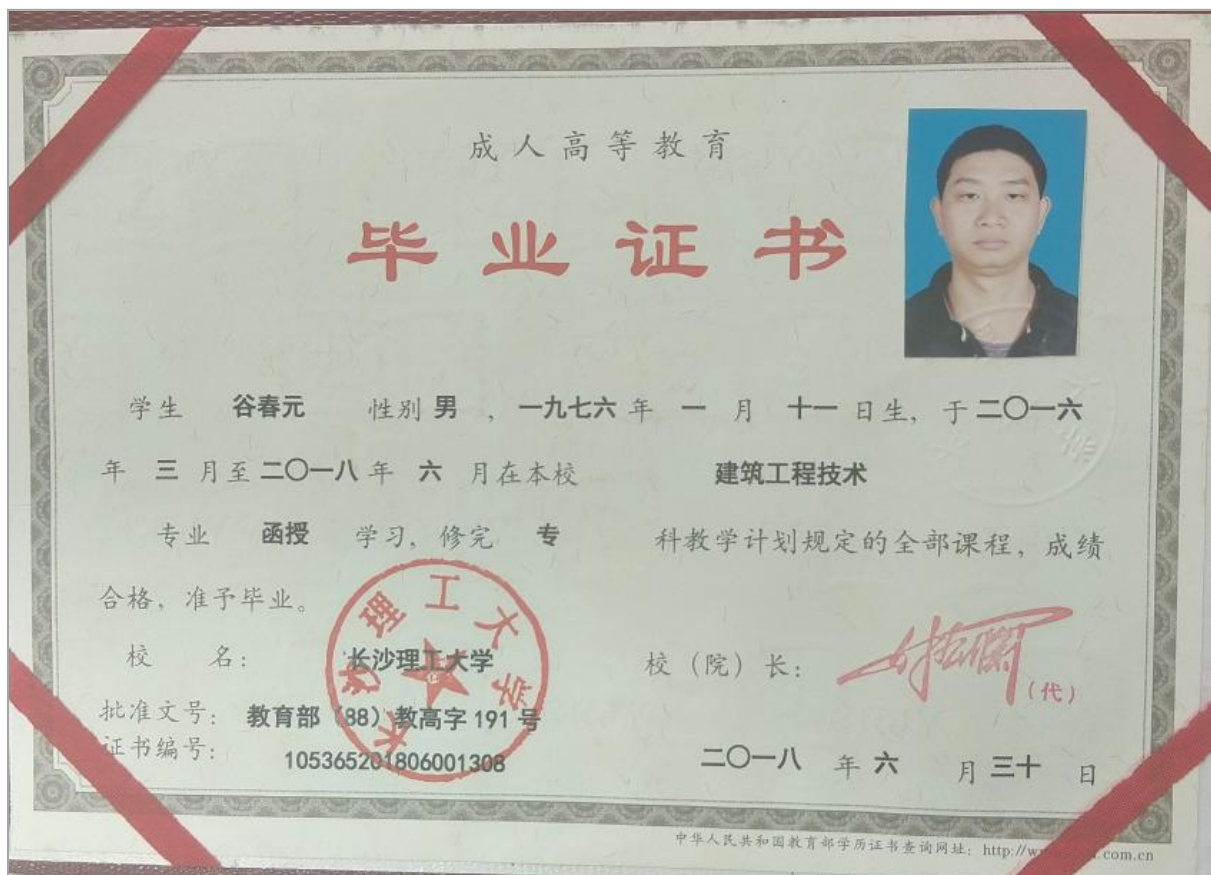 成人高等教育
毕业证书
学生 谷春元 性别 男 ，一九七六 年 一 月 十一 日生，于 二〇一六
年 三 月至 二〇一八 年 六 月在本校 建筑工程技术
专业 函授 学习，修完 专 科教学计划规定的全部课程，成绩
合格，准予毕业。
校 名： 长沙理工大学 校（院）长：
（代）
批准文号： 教育部（88）教高字 191 号
证书编号： 105365201806001308
二〇一八 年 六 月 三十 日
长沙理工大学
中华人民共和国教育部学历证书查询网址：http://w com.cn